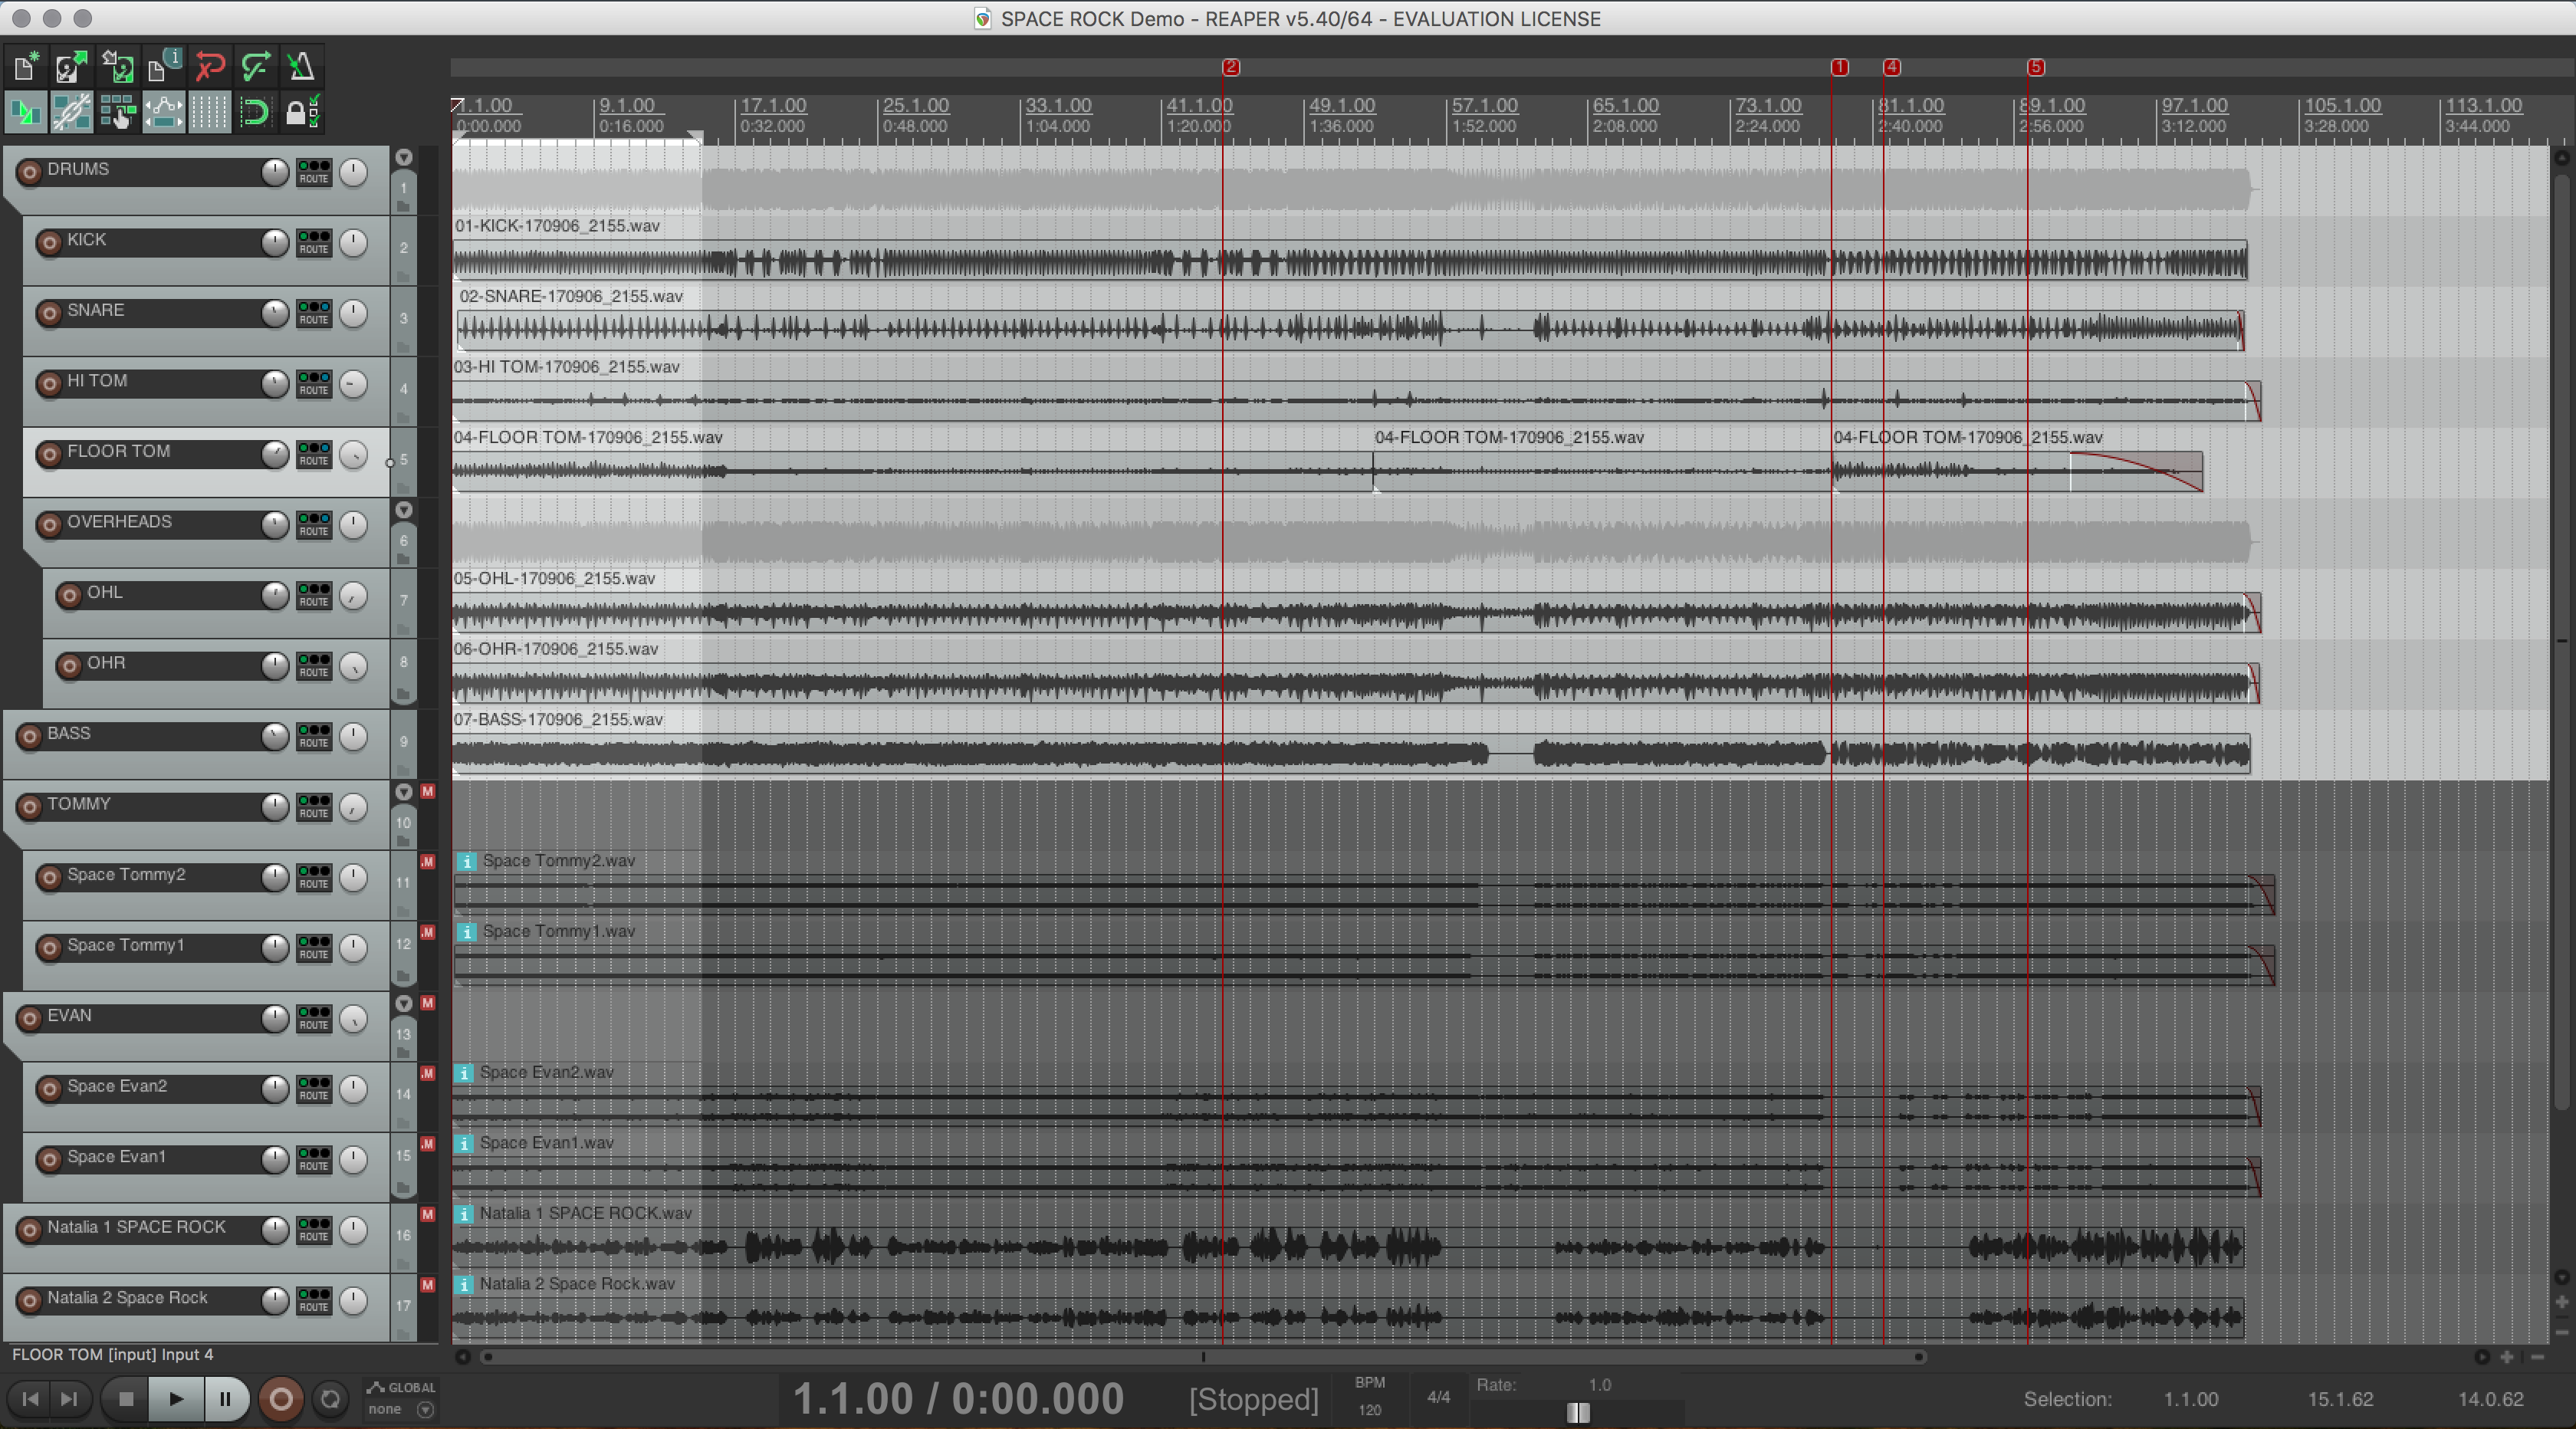 SPACE ROCK Demo - REAPER v5.40/64 - EVALUATION LICENSE
2 1 4 5
1.1.00 9.1.00 17.1.00 25.1.00 33.1.00 41.1.00 49.1.00 57.1.00 65.1.00 73.1.00 81.1.00 89.1.00 97.1.00 105.1.00 113.1.00
0:00.000 0:16.000 0:32.000 0:48.000 1:04.000 1:20.000 1:36.000 1:52.000 2:08.000 2:24.000 2:40.000 2:56.000 3:12.000 3:28.000 3:44.000
DRUMS ROUTE 1
01-KICK-170906_2155.wav
KICK ROUTE 2
02-SNARE-170906_2155.wav
SNARE ROUTE 3
03-HI TOM-170906_2155.wav
HI TOM ROUTE 4
04-FLOOR TOM-170906_2155.wav 04-FLOOR TOM-170906_2155.wav 04-FLOOR TOM-170906_2155.wav
FLOOR TOM ROUTE 5
OVERHEADS ROUTE 6
05-OHL-170906_2155.wav
OHL ROUTE 7
06-OHR-170906_2155.wav
OHR ROUTE 8
07-BASS-170906_2155.wav
BASS ROUTE 9
TOMMY ROUTE 10 M
M i Space Tommy2.wav
Space Tommy2 ROUTE 11
M i Space Tommy1.wav
Space Tommy1 ROUTE 12
EVAN ROUTE 13 M
M i Space Evan2.wav
Space Evan2 ROUTE 14
M i Space Evan1.wav
Space Evan1 ROUTE 15
M i Natalia 1 SPACE ROCK.wav
Natalia 1 SPACE ROCK ROUTE 16
M i Natalia 2 Space Rock.wav
Natalia 2 Space Rock ROUTE 17
FLOOR TOM [input] Input 4
GLOBAL
none
1.1.00 / 0:00.000 [Stopped]
BPM
120
4/4
Rate: 1.0
Selection: 1.1.00 15.1.62 14.0.62